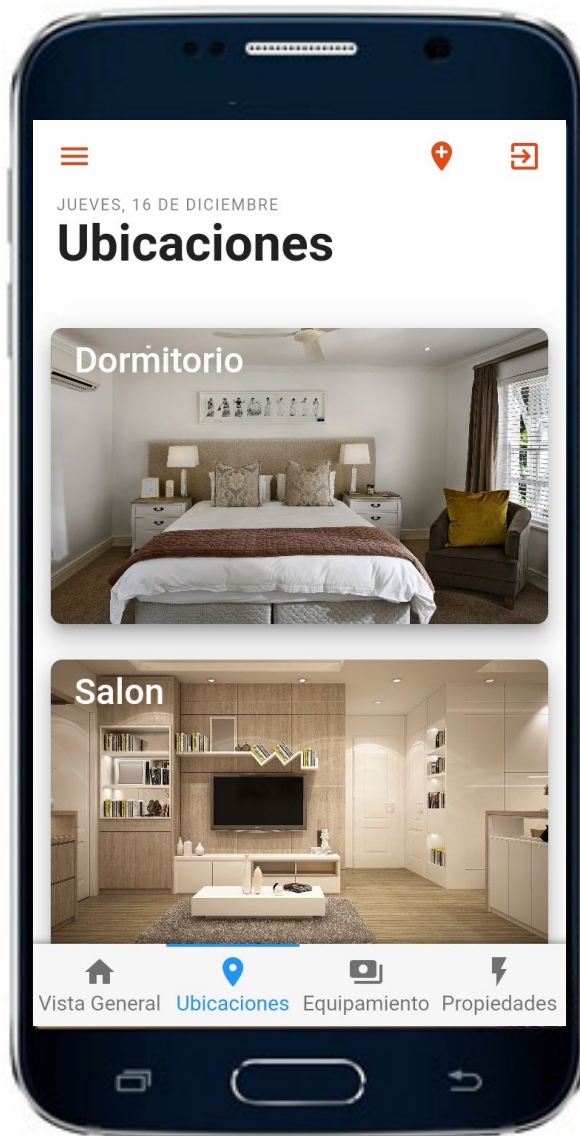 JUEVES, 16 DE DICIEMBRE
Ubicaciones
Dormitorio
Salon
Vista General
Ubicaciones
Equipamiento
Propiedades